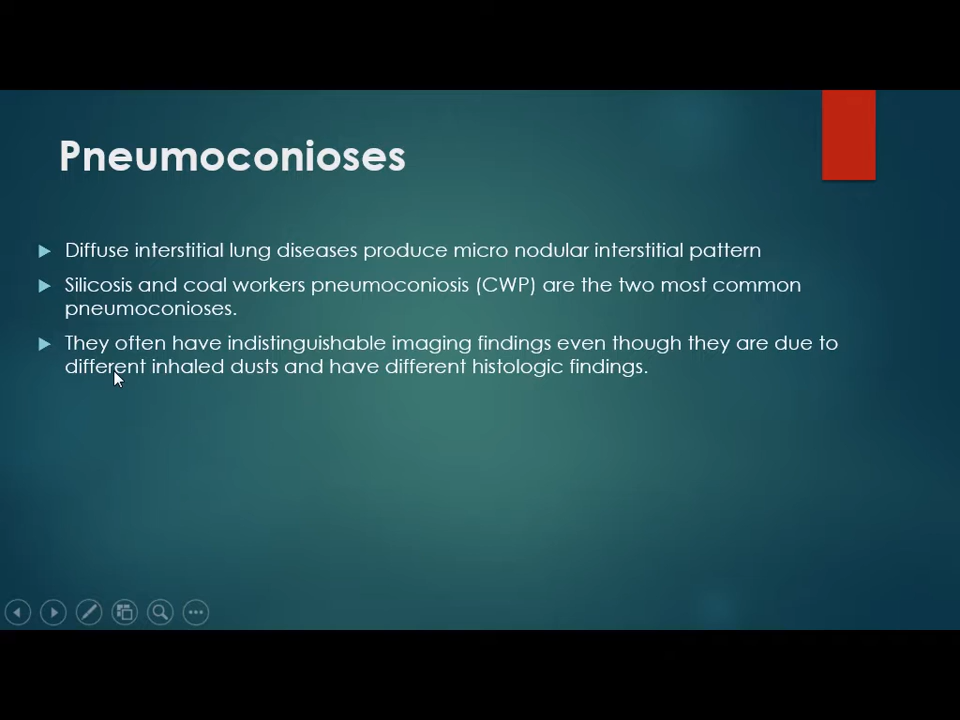 Pneumoconioses
Diffuse interstitial lung diseases produce micro nodular interstitial pattern
Silicosis and coal workers pneumoconiosis (CWP) are the two most common
pneumoconioses.
They often have indistinguishable imaging findings even though they are due to
different inhaled dusts and have different histologic findings.